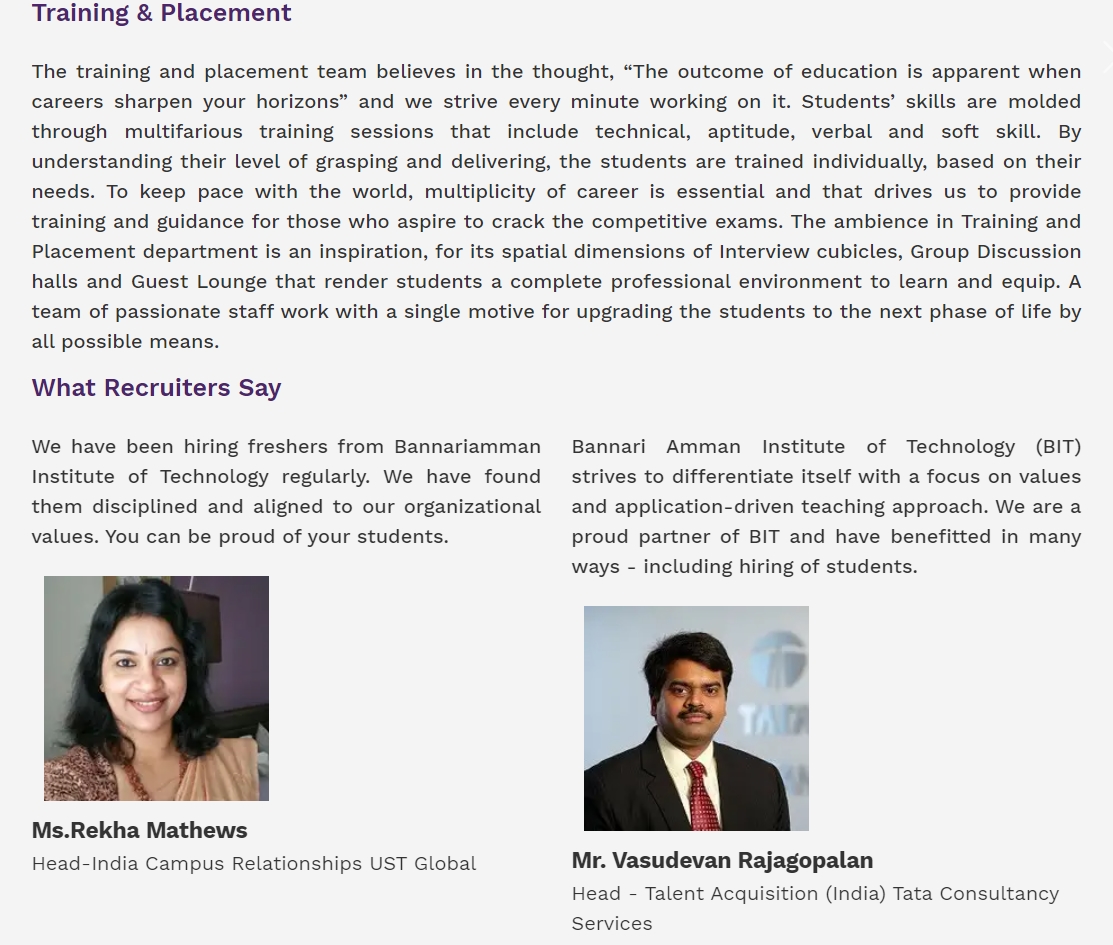 Training & Placement
The training and placement team believes in the thought, “The outcome of education is apparent when
careers sharpen your horizons” and we strive every minute working on it. Students’ skills are molded
through multifarious training sessions that include technical, aptitude, verbal and soft skill. By
understanding their level of grasping and delivering, the students are trained individually, based on their
needs. To keep pace with the world, multiplicity of career is essential and that drives us to provide
training and guidance for those who aspire to crack the competitive exams. The ambience in Training and
Placement department is an inspiration, for its spatial dimensions of Interview cubicles, Group Discussion
halls and Guest Lounge that render students a complete professional environment to learn and equip. A
team of passionate staff work with a single motive for upgrading the students to the next phase of life by
all possible means.
What Recruiters Say
We have been hiring freshers from Bannariamman
Institute of Technology regularly. We have found
them disciplined and aligned to our organizational
values. You can be proud of your students.
Ms.Rekha Mathews
Head-India Campus Relationships UST Global
Bannari Amman Institute of Technology (BIT)
strives to differentiate itself with a focus on values
and application-driven teaching approach. We are a
proud partner of BIT and have benefitted in many
ways - including hiring of students.
Mr. Vasudevan Rajagopalan
Head - Talent Acquisition (India) Tata Consultancy
Services